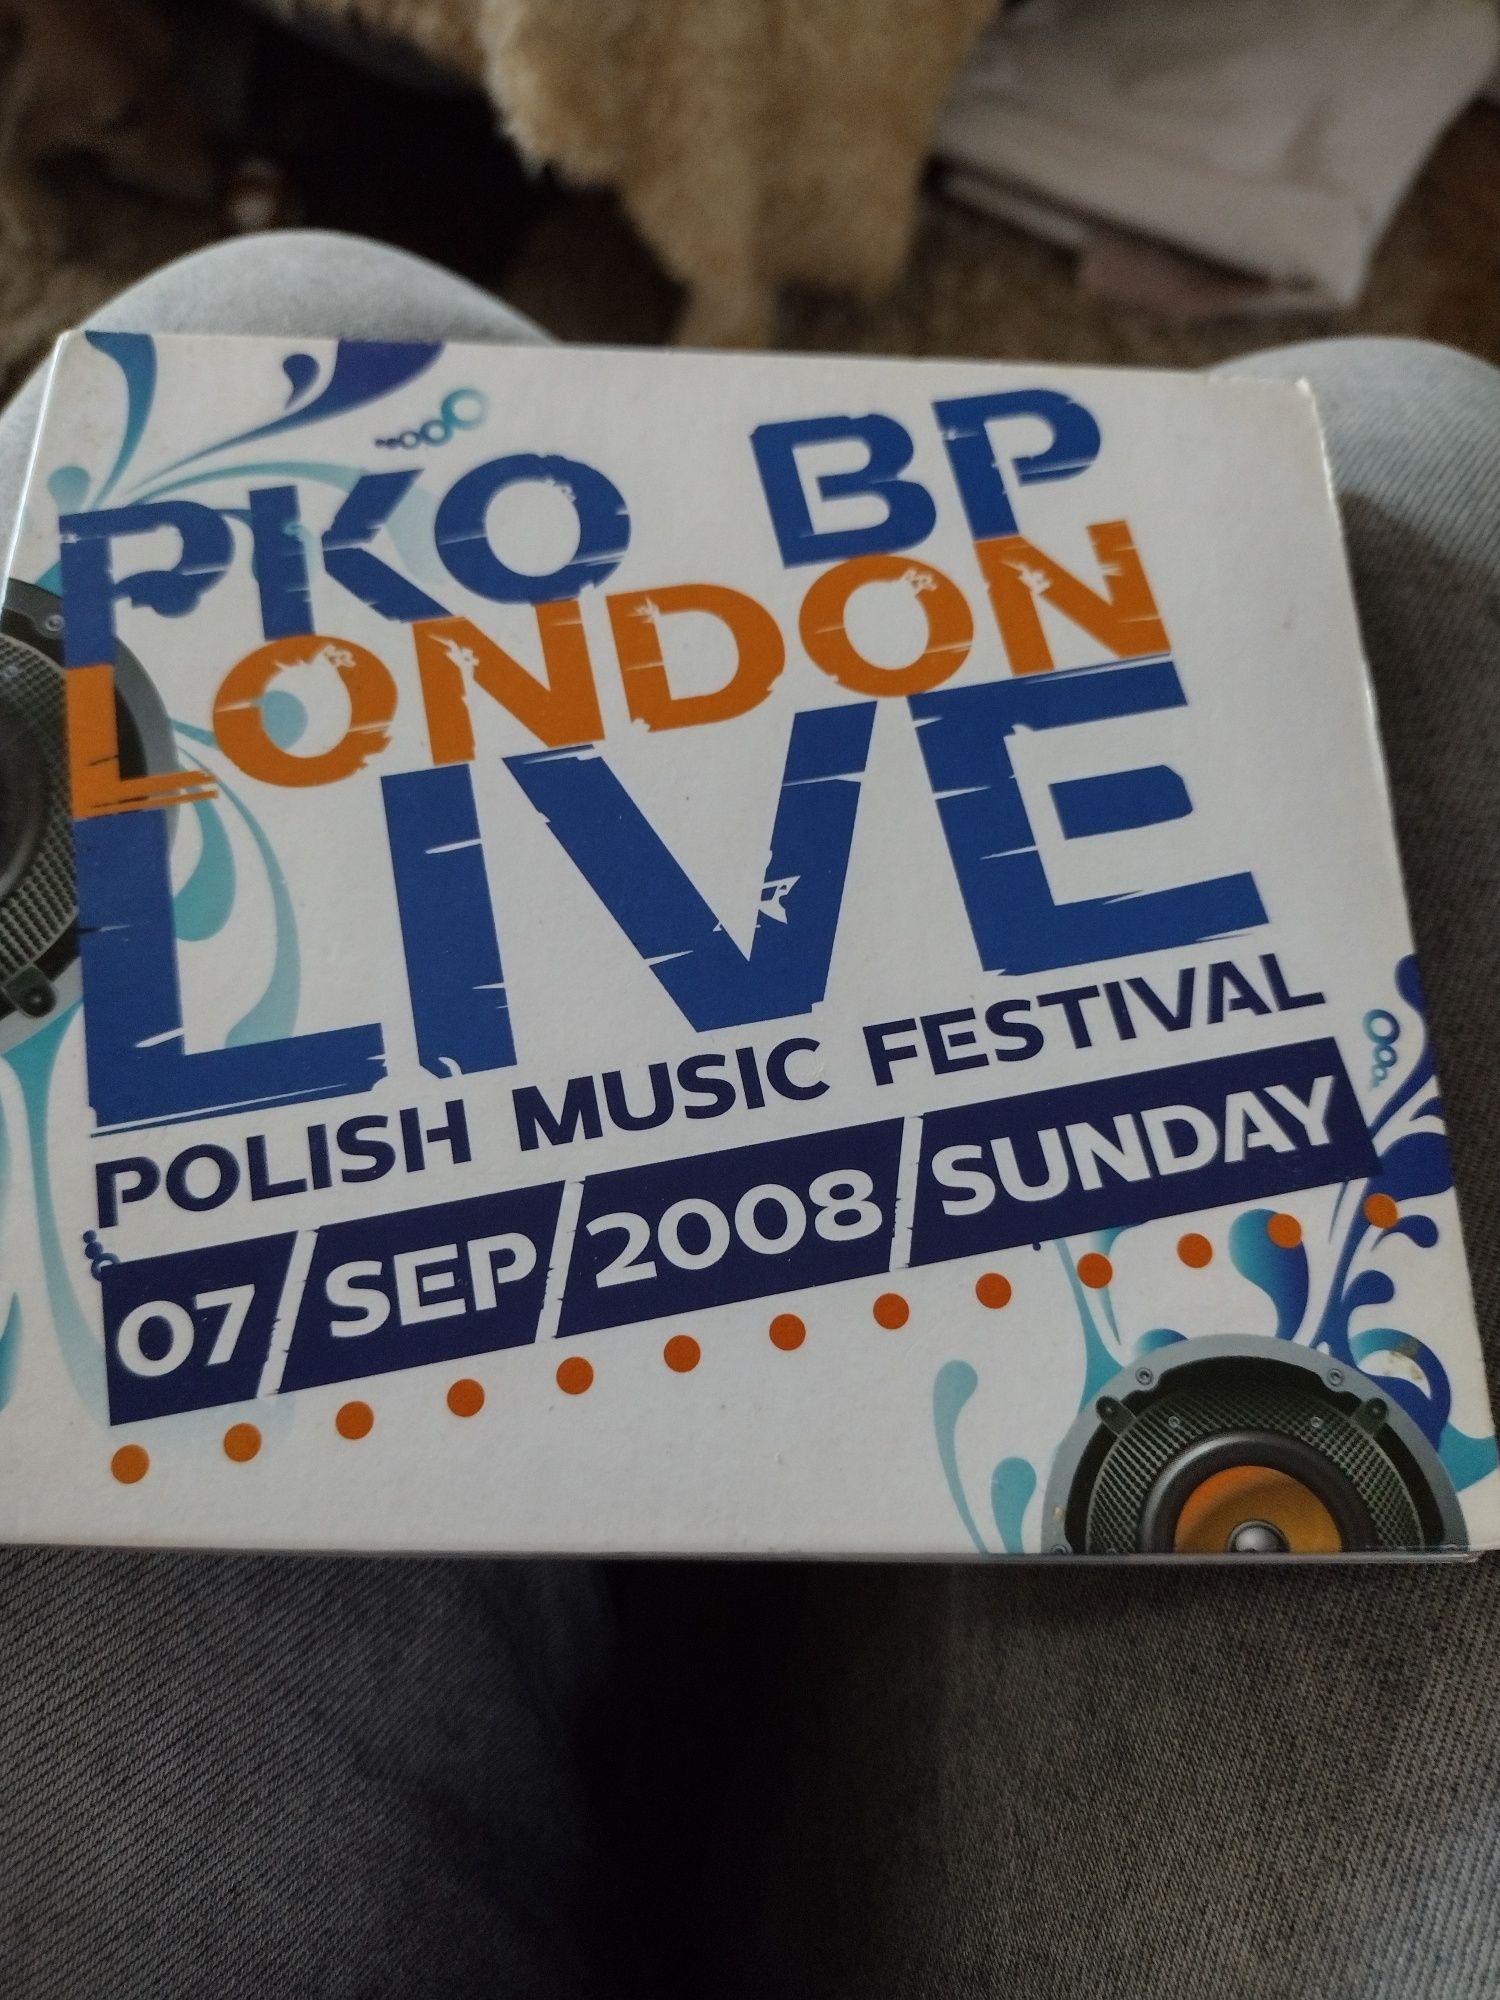 PKO BP
LONDON
LIVE
POLISH MUSIC FESTIVAL
07/SEP/2008/SUNDAY